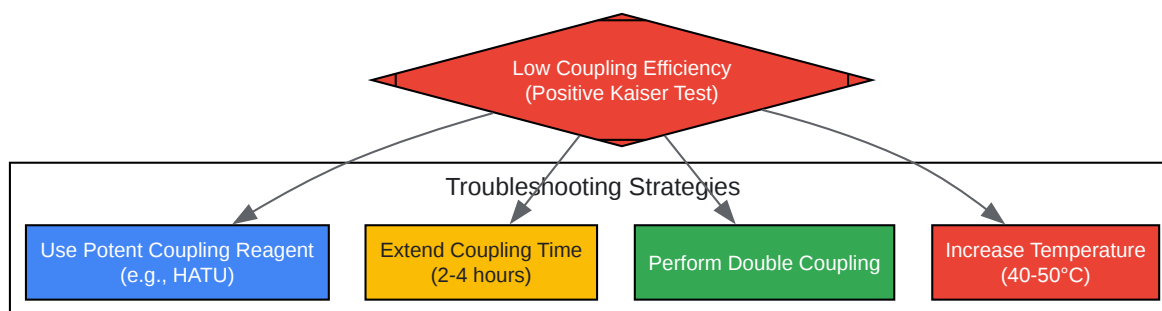 Low Coupling Efficiency
(Positive Kaiser Test)
Troubleshooting Strategies
Use Potent Coupling Reagent
(e.g., HATU)
Extend Coupling Time
(2-4 hours)
Perform Double Coupling
Increase Temperature
(40-50°C)